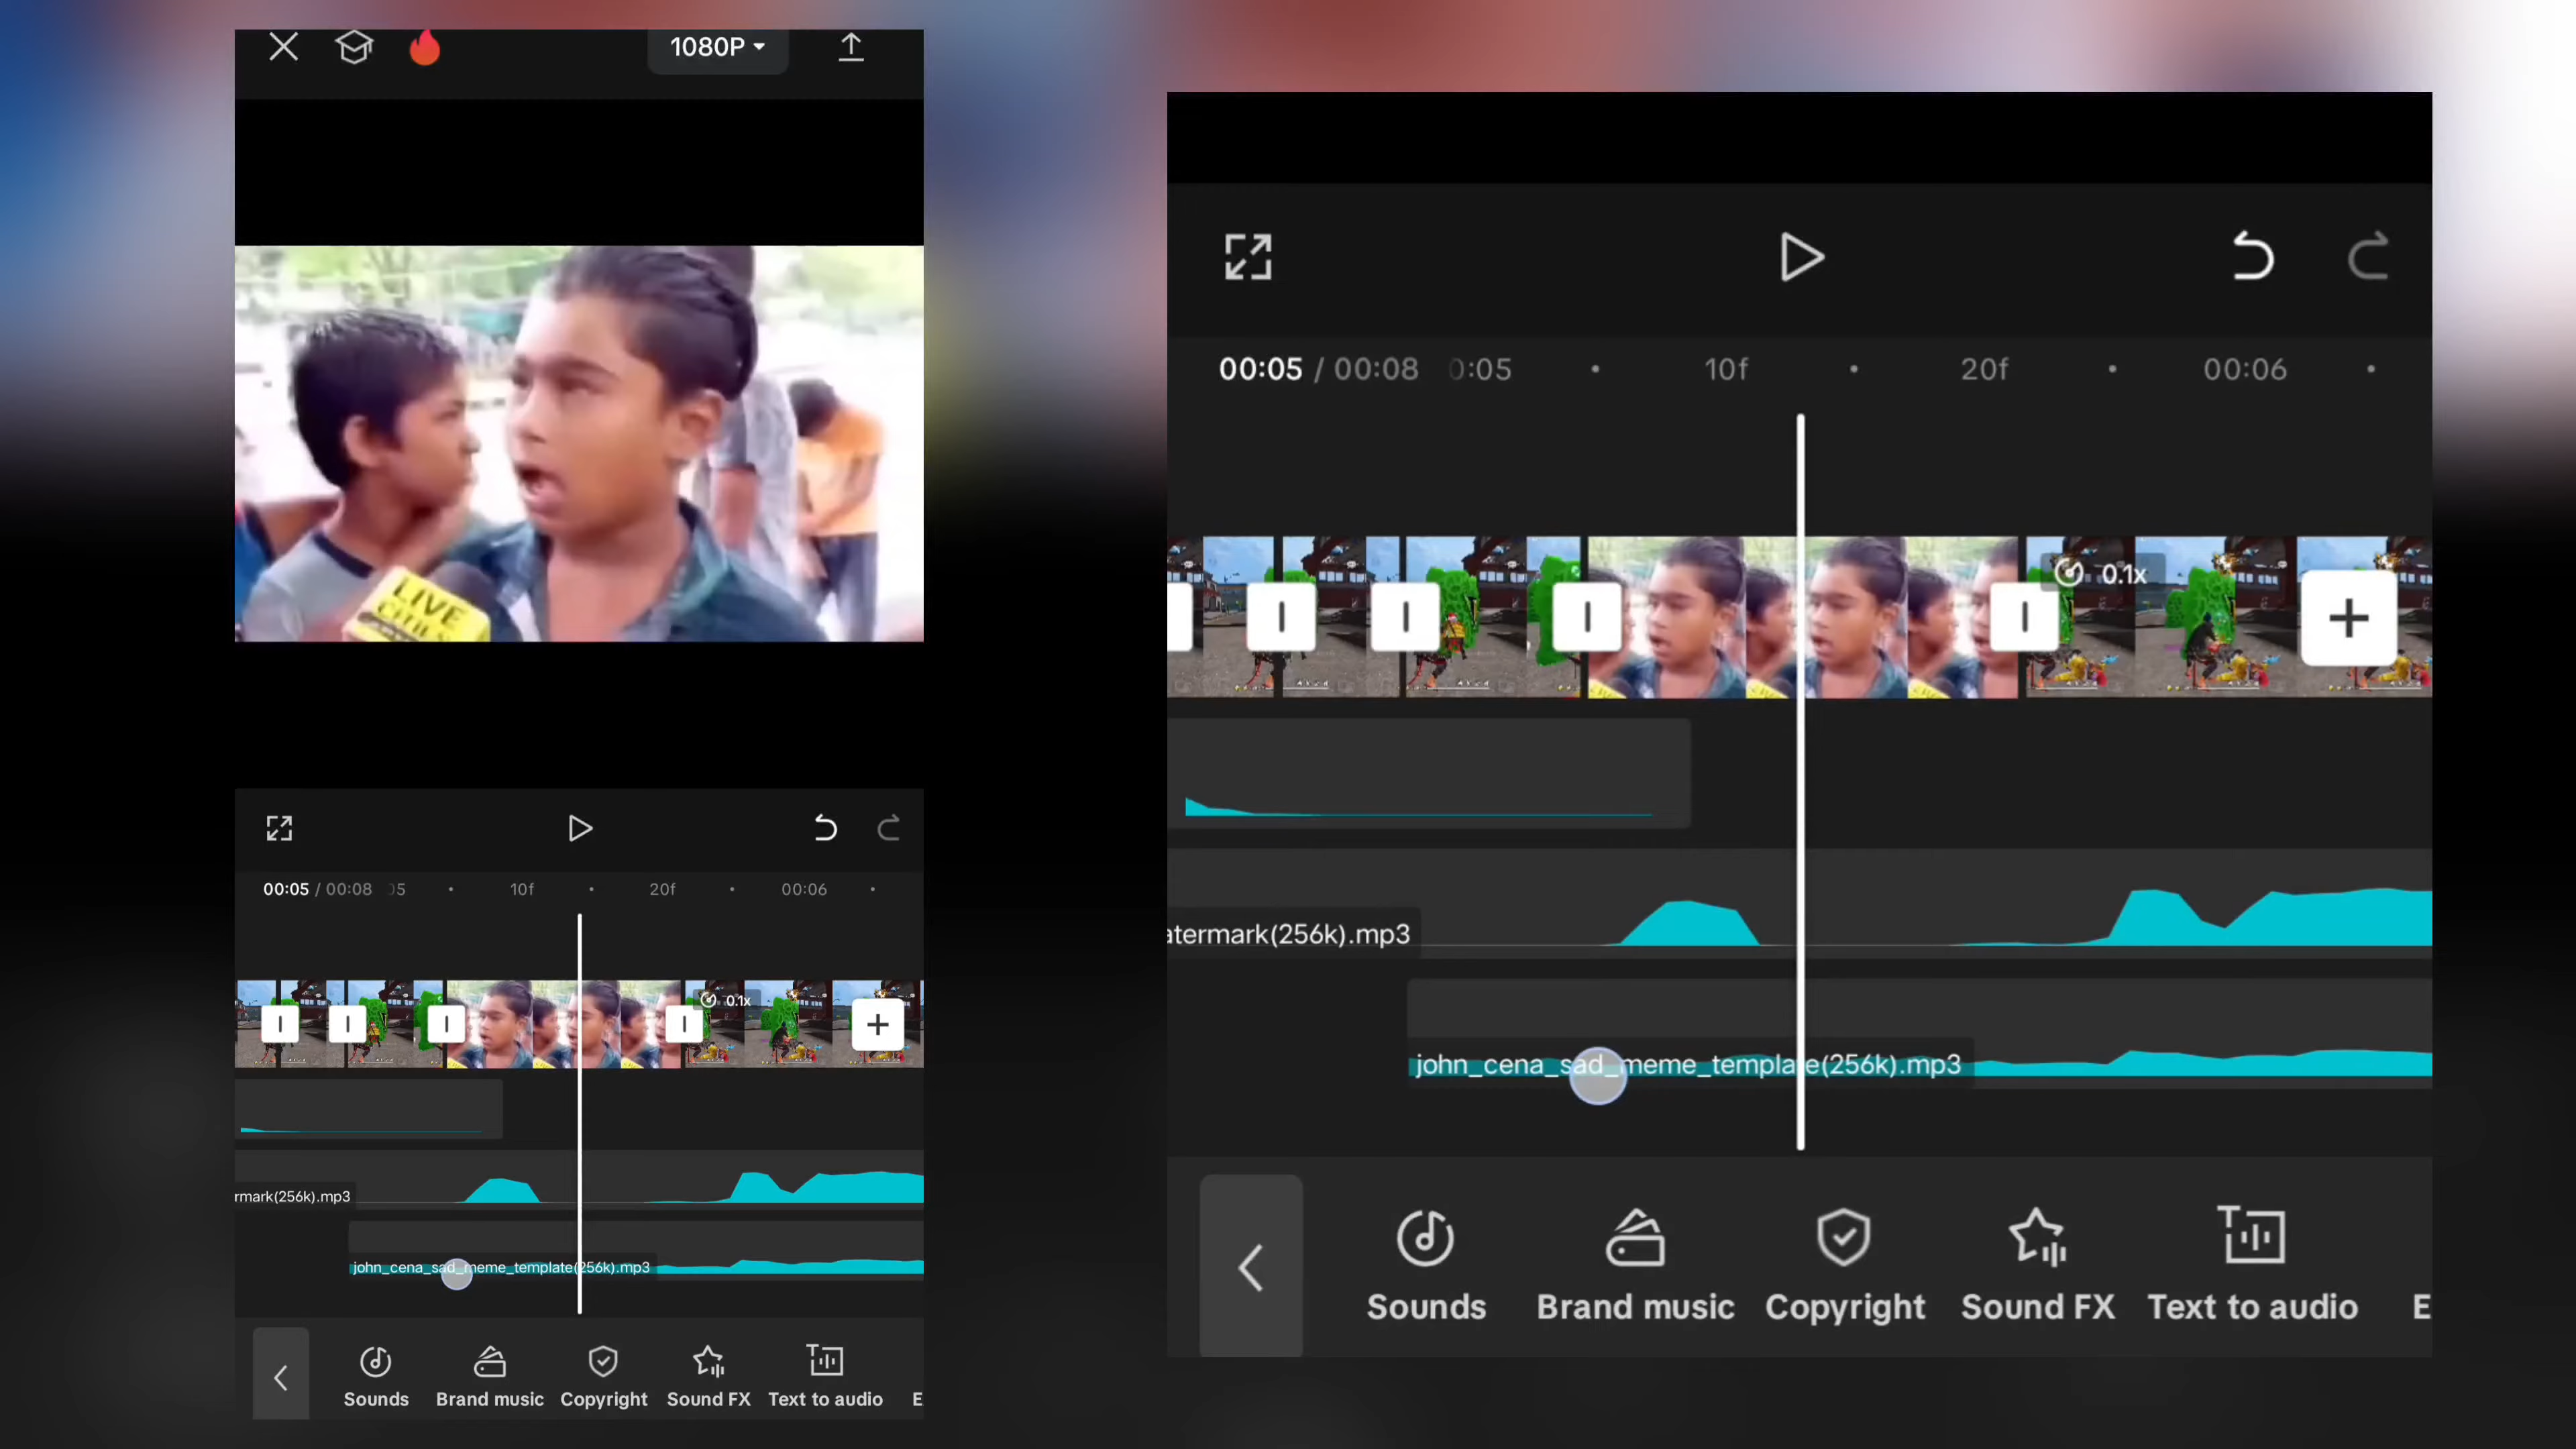 1080P
LIVE
CITIES
00:05 / 00:08 05 10f 20f 00:06
0.1x
rmark(256k).mp3
john_cena_sad_meme_template(256k).mp3
Sounds Brand music Copyright Sound FX Text to audio E
00:05 / 00:08 0:05 10f 20f 00:06
0.1x
atermark(256k).mp3
john_cena_sad_meme_template(256k).mp3
Sounds Brand music Copyright Sound FX Text to audio E